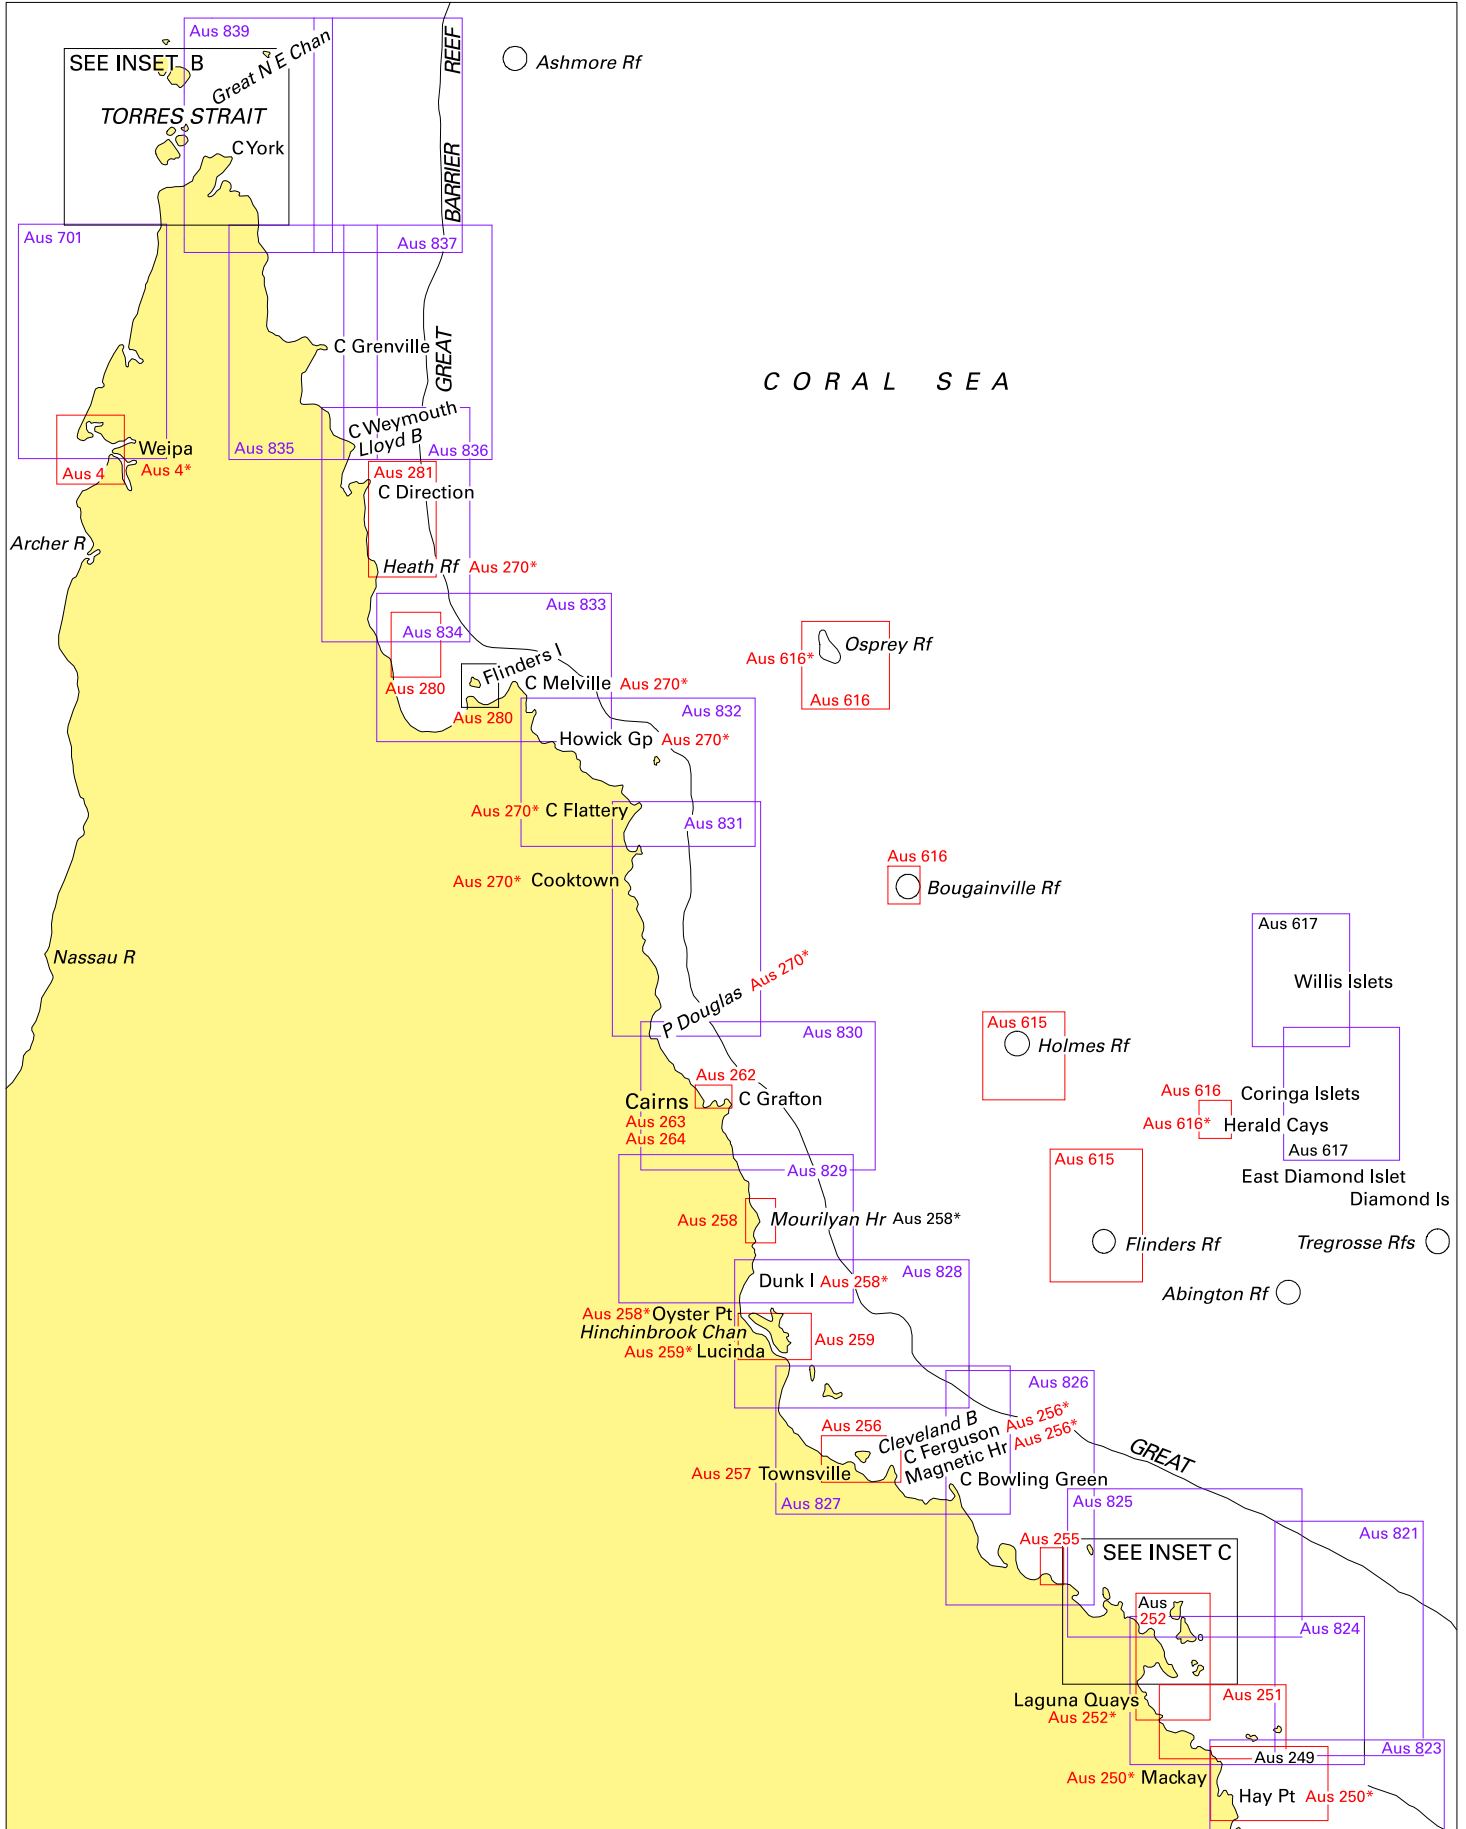 Aus 839
Great N E Chan
REEF
Ashmore Rf
SEE INSET B
TORRES STRAIT
C York
BARRIER
Aus 701
Aus 837
C Grenville
GREAT
CORAL SEA
C Weymouth
Lloyd B
Aus 835
Aus 836
Weipa
Aus 4
Aus 4*
Aus 281
C Direction
Archer R
Heath Rf Aus 270*
Aus 833
Aus 834
Osprey Rf
Aus 616*
Flinders I
Aus 280
C Melville Aus 270*
Aus 616
Aus 280
Aus 832
Howick Gp Aus 270*
Aus 270* C Flattery
Aus 831
Aus 616
Aus 270* Cooktown
Bougainville Rf
Aus 617
Nassau R
Willis Islets
P Douglas Aus 270*
Aus 830
Aus 615
Holmes Rf
Aus 262
Cairns
C Grafton
Aus 616
Coringa Islets
Aus 263
Aus 616* Herald Cays
Aus 264
Aus 617
Aus 829
Aus 615
East Diamond Islet
Diamond Is
Aus 258
Mourilyan Hr Aus 258*
Flinders Rf
Tregrosse Rfs
Dunk I Aus 258*
Aus 828
Abington Rf
Aus 258* Oyster Pt
Hinchinbrook Chan
Aus 259
Aus 259* Lucinda
Aus 826
Aus 256
Cleveland B
C Ferguson Aus 256*
Magnetic Hr Aus 256*
GREAT
Aus 257 Townsville
C Bowling Green
Aus 827
Aus 825
Aus 821
Aus 255
SEE INSET C
Aus
252
Aus 824
Laguna Quays
Aus 251
Aus 252*
Aus 823
Aus 249
Aus 250* Mackay
Hay Pt Aus 250*